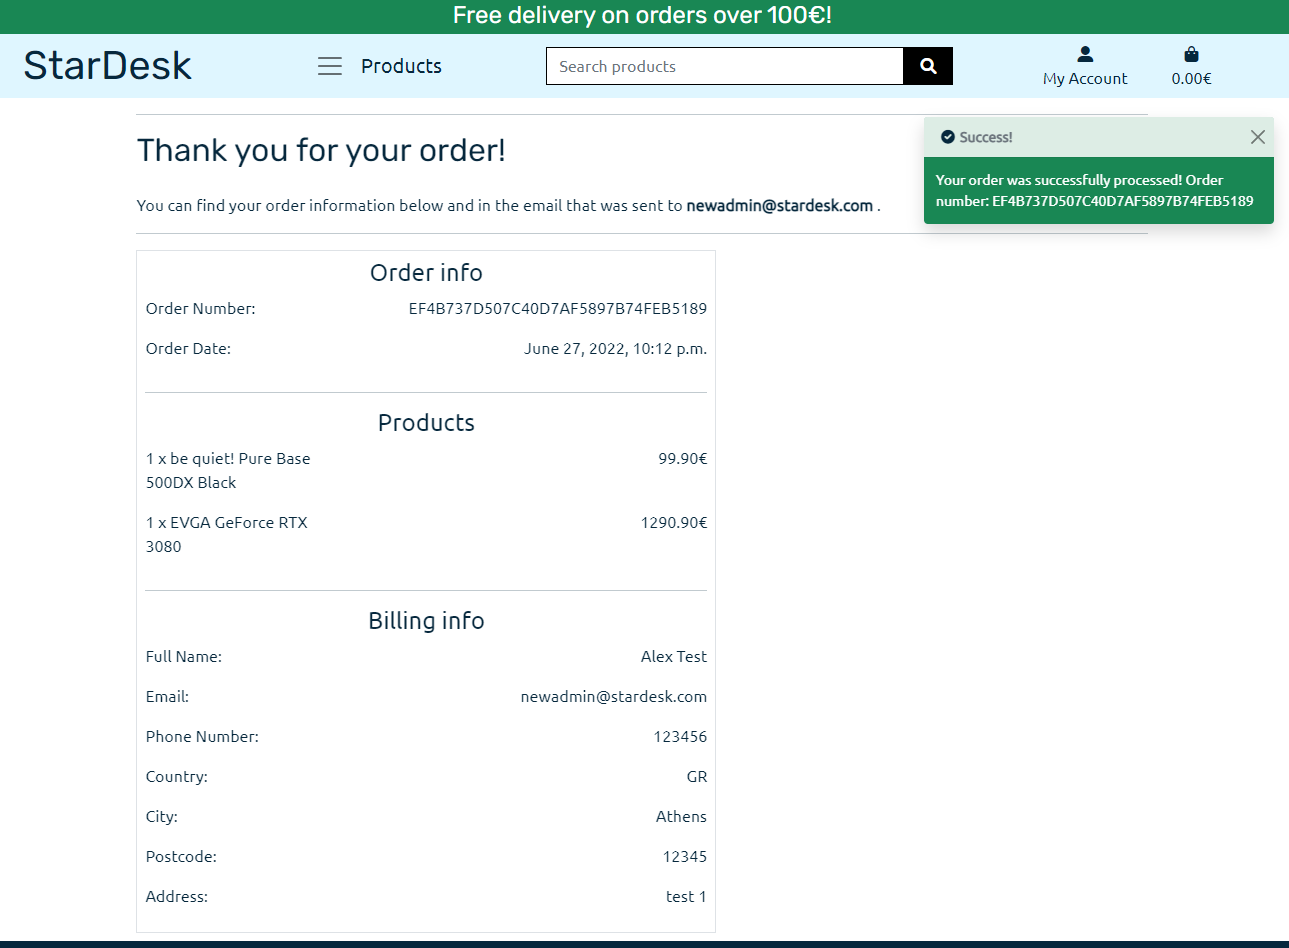 Free delivery on orders over 100€!
StarDesk
Products
Search products
My Account
0.00€
Success!
Your order was successfully processed! Order
number: EF4B737D507C40D7AF5897B74FEB5189
Thank you for your order!
You can find your order information below and in the email that was sent to newadmin@stardesk.com .
Order info
Order Number: EF4B737D507C40D7AF5897B74FEB5189
Order Date: June 27, 2022, 10:12 p.m.
Products
1 x be quiet! Pure Base 99.90€
500DX Black
1 x EVGA GeForce RTX 1290.90€
3080
Billing info
Full Name: Alex Test
Email: newadmin@stardesk.com
Phone Number: 123456
Country: GR
City: Athens
Postcode: 12345
Address: test 1